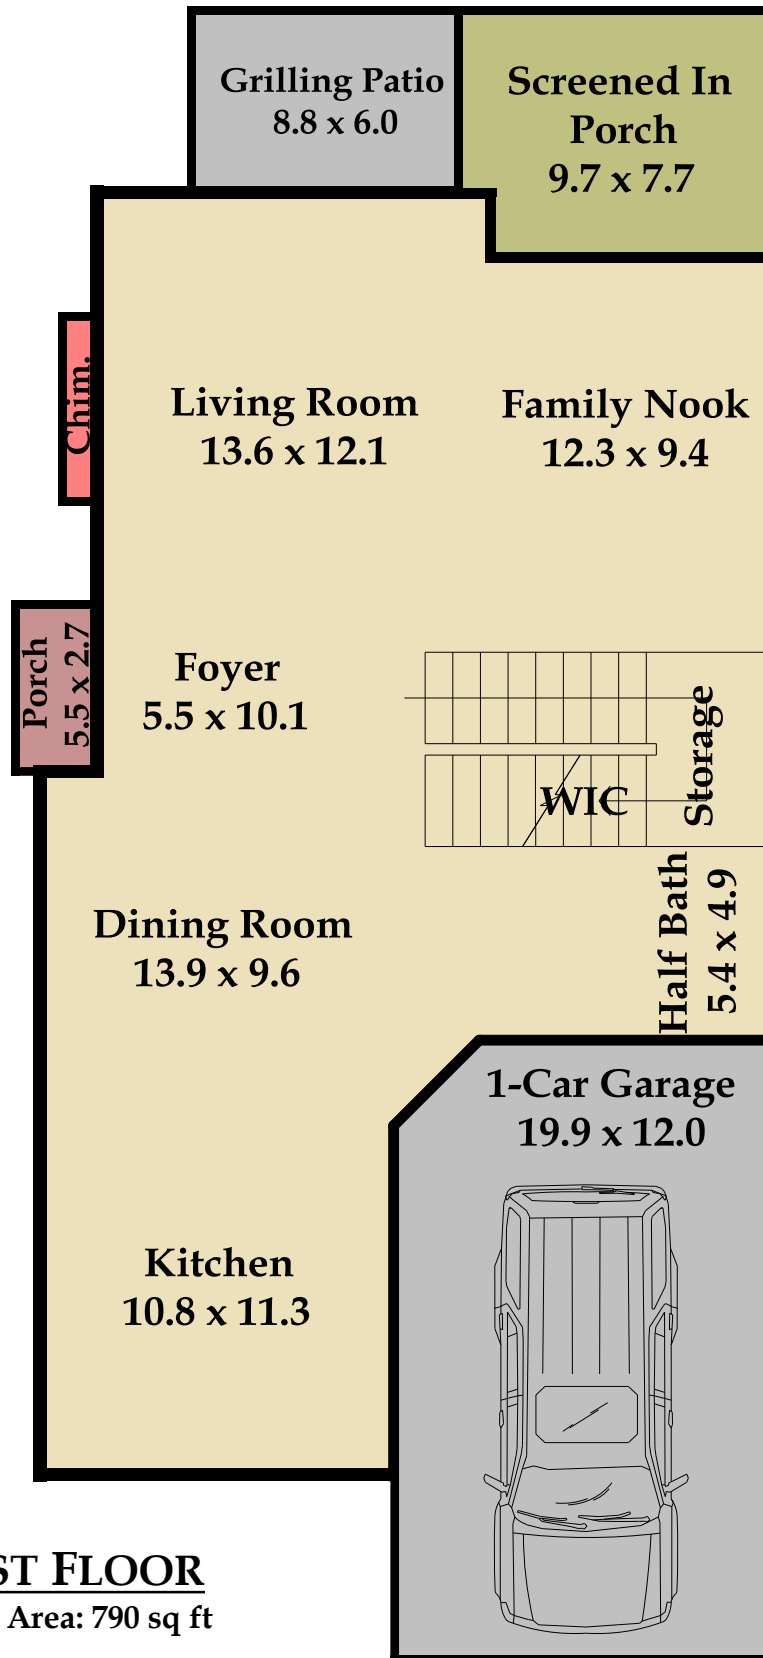 Grilling Patio
8.8 x 6.0
Screened In
Porch
9.7 x 7.7
Chim.
Living Room
13.6 x 12.1
Family Nook
12.3 x 9.4
Porch
5.5 x 2.7
Foyer
5.5 x 10.1
WIC
Storage
Dining Room
13.9 x 9.6
Half Bath
5.4 x 4.9
1-Car Garage
19.9 x 12.0
Kitchen
10.8 x 11.3
ST FLOOR
Area: 790 sq ft